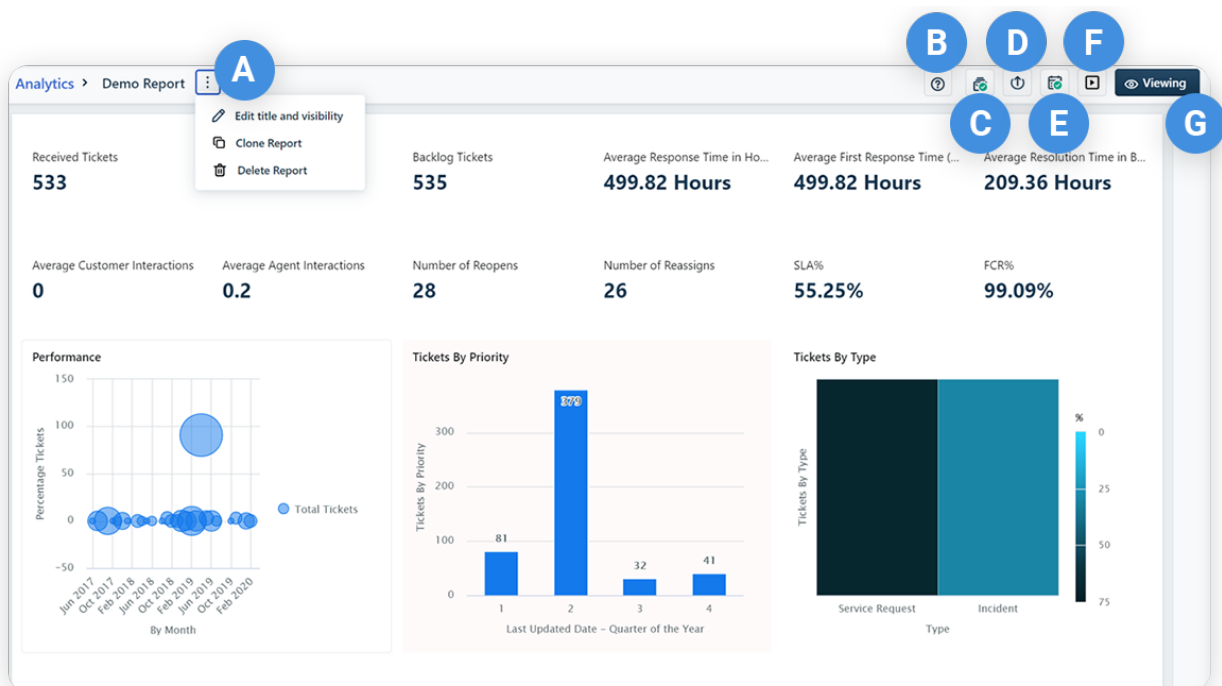 B D F
A
Analytics > Demo Report Viewing
C E G
Edit title and visibility
Clone Report
Delete Report
Received Tickets
533
Backlog Tickets
535
Average Response Time in Ho...
499.82 Hours
Average First Response Time (...
499.82 Hours
Average Resolution Time in B...
209.36 Hours
Average Customer Interactions
0
Average Agent Interactions
0.2
Number of Reopens
28
Number of Reassigns
26
SLA%
55.25%
FCR%
99.09%
Performance
150
100
50
0
-50
Percentage Tickets
Jun 2017
Oct 2017
Feb 2018
Jun 2018
Oct 2018
Feb 2019
Jun 2019
Oct 2019
Feb 2020
By Month
Total Tickets
Tickets By Priority
300
200
100
0
Tickets By Priority
81
379
32
41
1 2 3 4
Last Updated Date – Quarter of the Year
Tickets By Type
Tickets By Type
Service Request Incident
Type
%
0
25
50
75